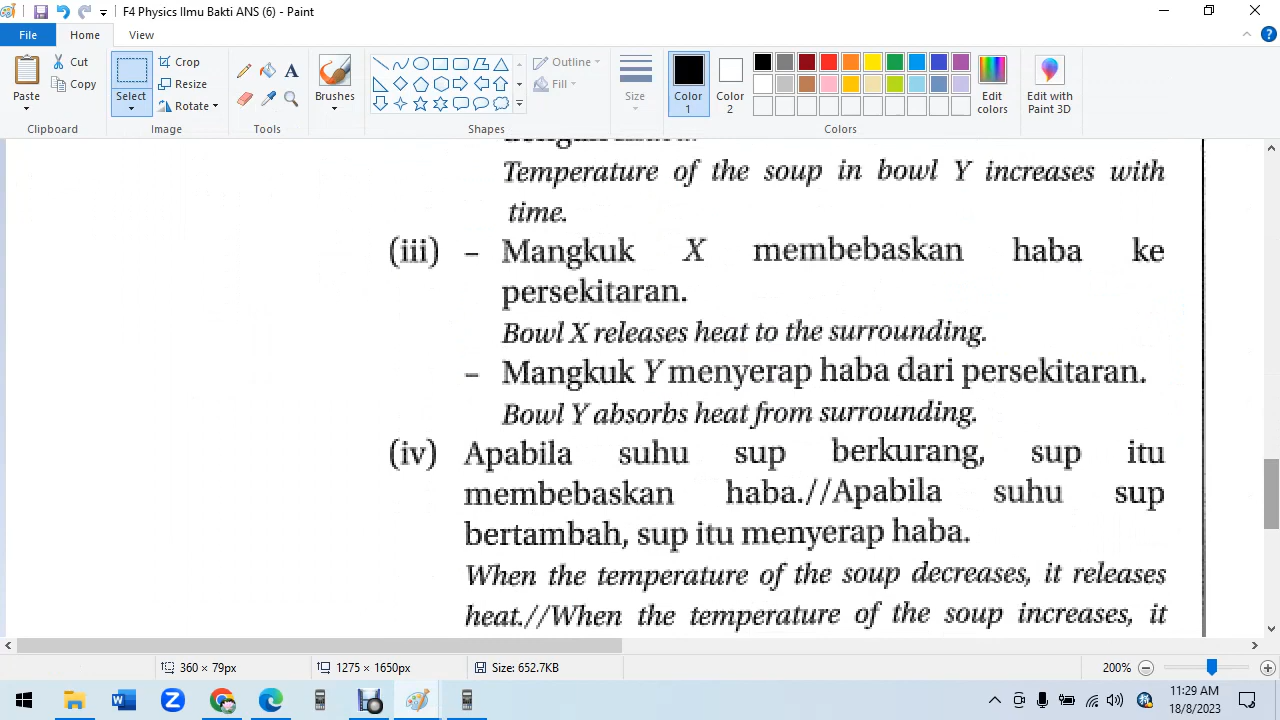 F4 Physics Ilmu Bakti ANS (6) - Paint
File Home View
Paste
Cut
Copy
Clipboard
Select
Crop
Resize
Rotate
Image
Tools
Brushes
Shapes
Outline
Fill
Size
Color 1
Color 2
Edit colors
Colors
Edit with Paint 3D
Temperature of the soup in bowl Y increases with
time.
(iii) – Mangkuk X membebaskan haba ke
persekitaran.
Bowl X releases heat to the surrounding.
– Mangkuk Y menyerap haba dari persekitaran.
Bowl Y absorbs heat from surrounding.
(iv) Apabila suhu sup berkurang, sup itu
membebaskan haba.//Apabila suhu sup
bertambah, sup itu menyerap haba.
When the temperature of the soup decreases, it releases
heat.//When the temperature of the soup increases, it
360 × 79px 1275 × 1650px Size: 652.7KB 200%
11:29 AM
18/8/2023